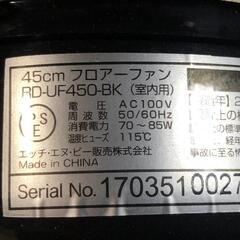 45cm フロアーファン
RD-UF450-BK（室内用）
PSE
電圧 AC100V
周波数 50/60Hz
消費電力 70～85W
温度ヒューズ 115℃
エッチ・エヌ・ピー販売株式会社
Made in CHINA
Serial No. 1703510027